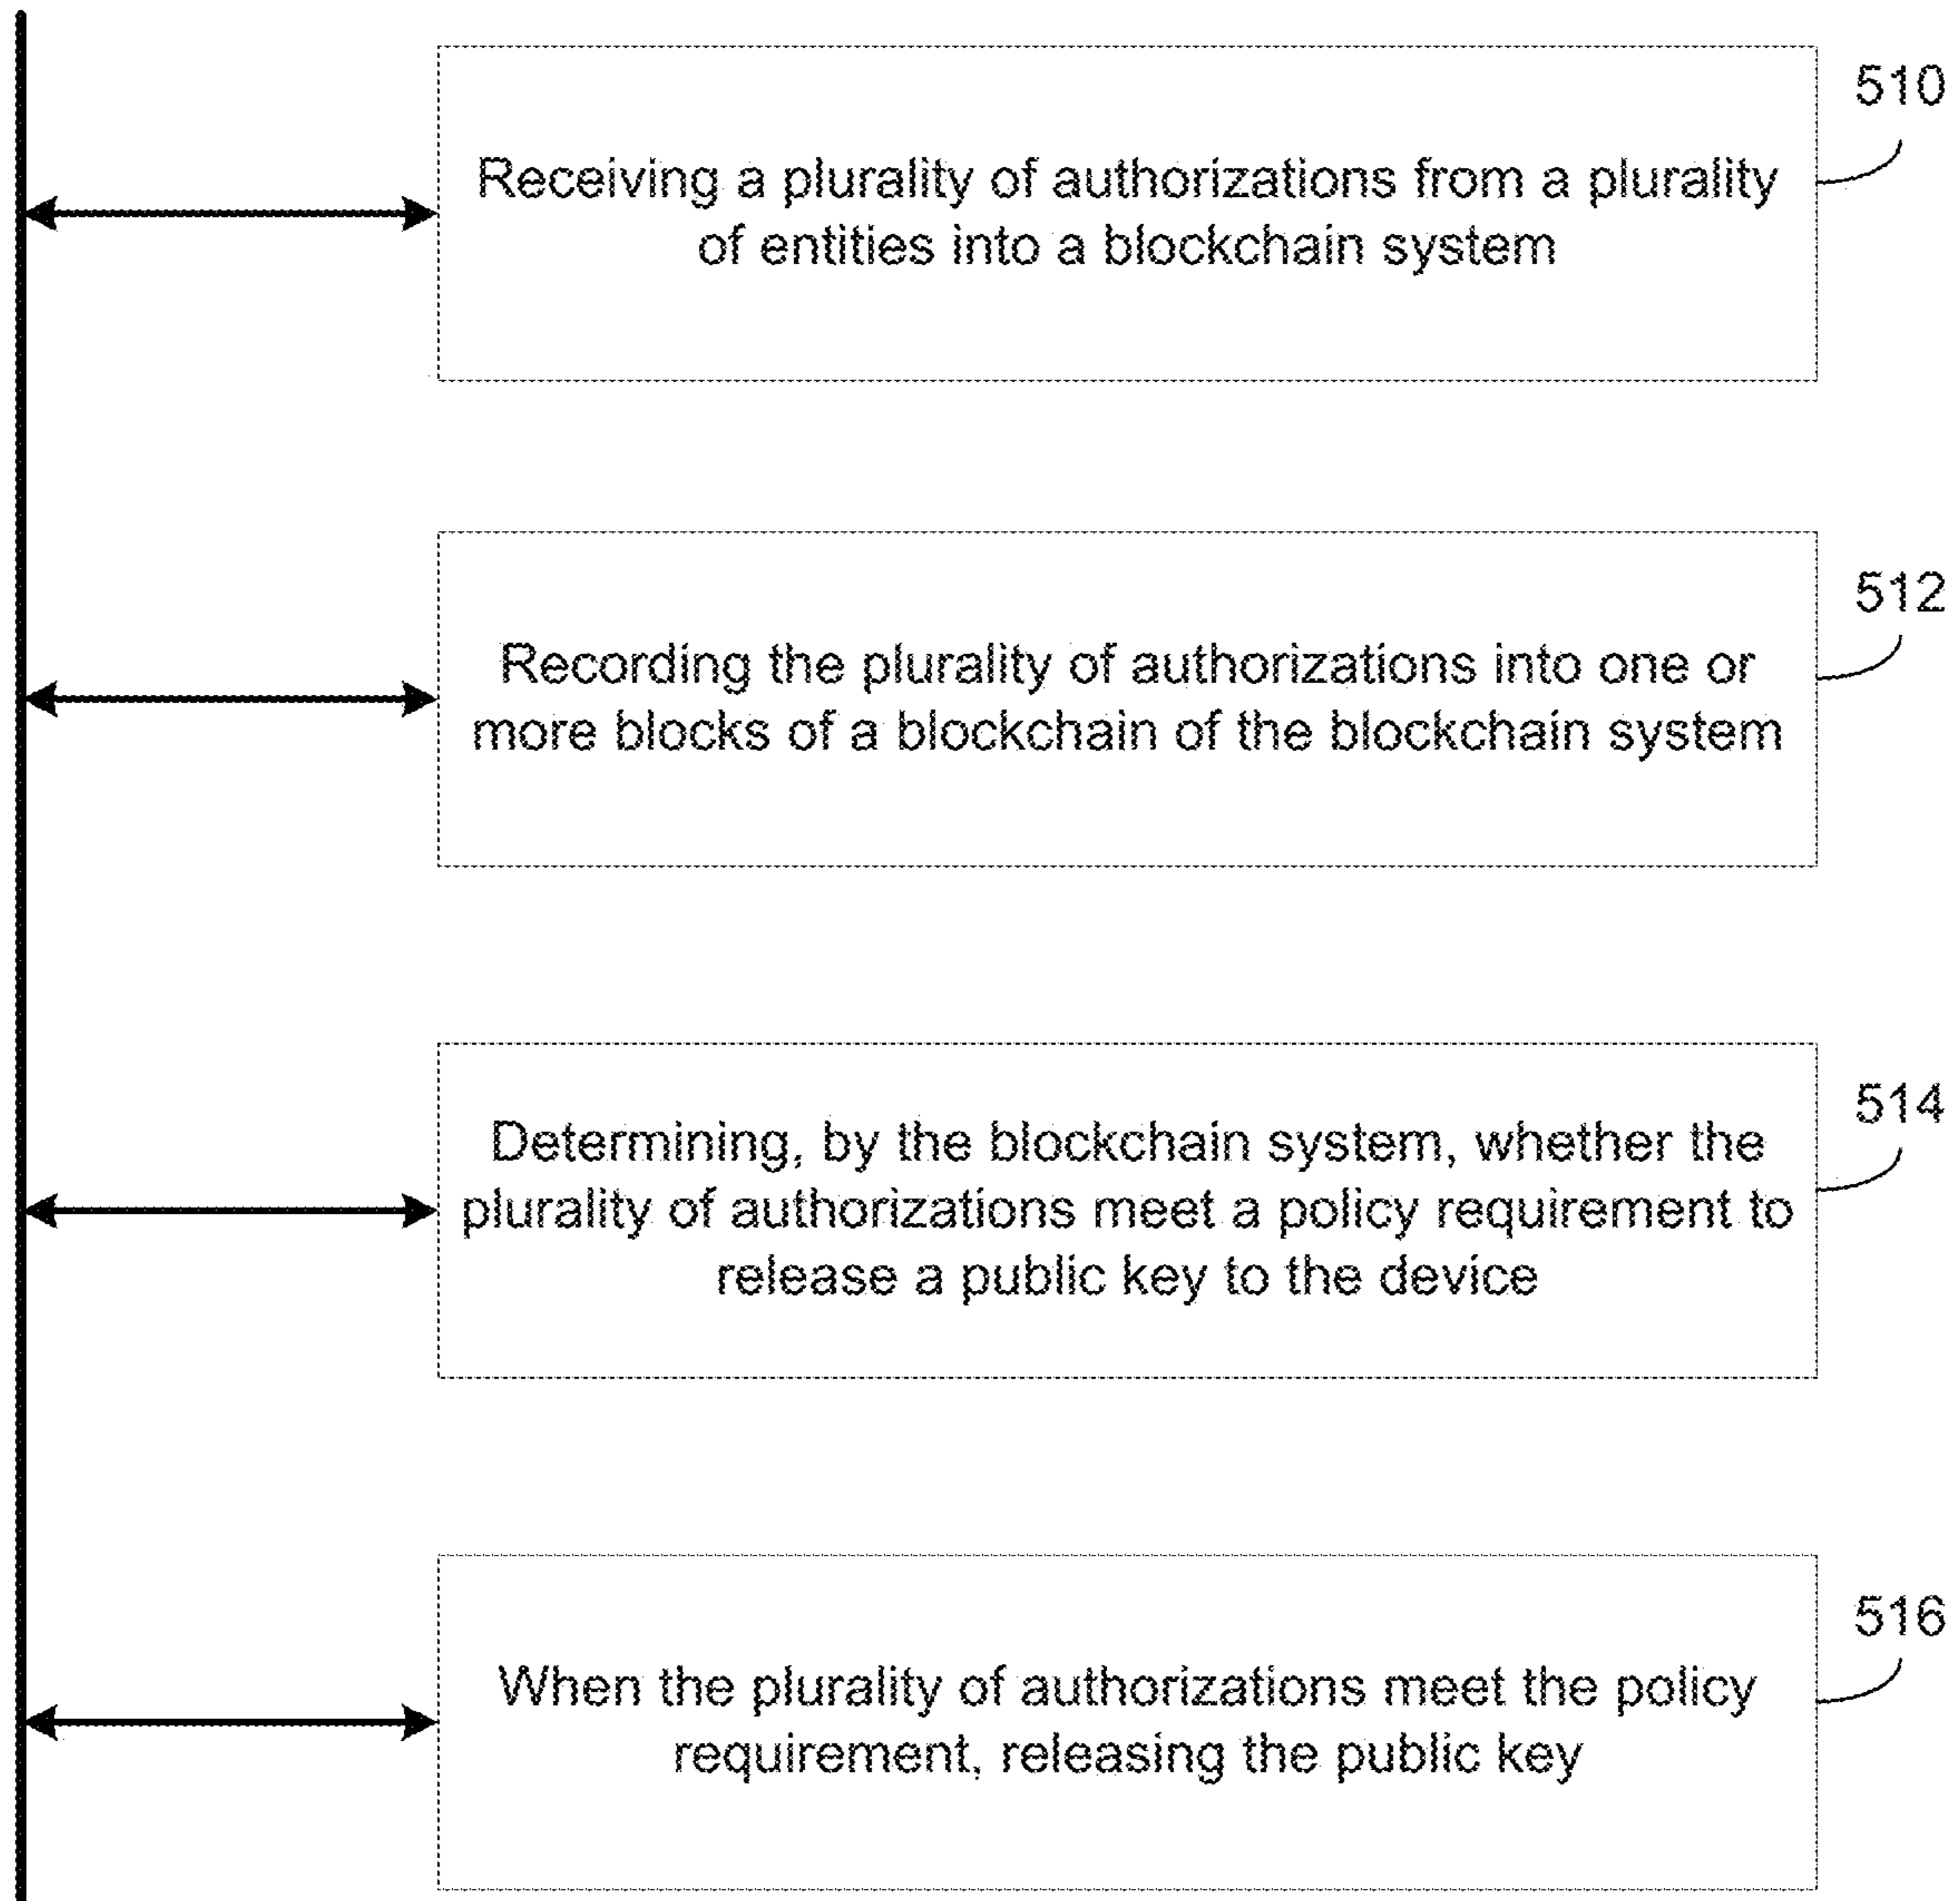 510
Receiving a plurality of authorizations from a plurality
of entities into a blockchain system
512
Recording the plurality of authorizations into one or
more blocks of a blockchain of the blockchain system
514
Determining, by the blockchain system, whether the
plurality of authorizations meet a policy requirement to
release a public key to the device
516
When the plurality of authorizations meet the policy
requirement, releasing the public key